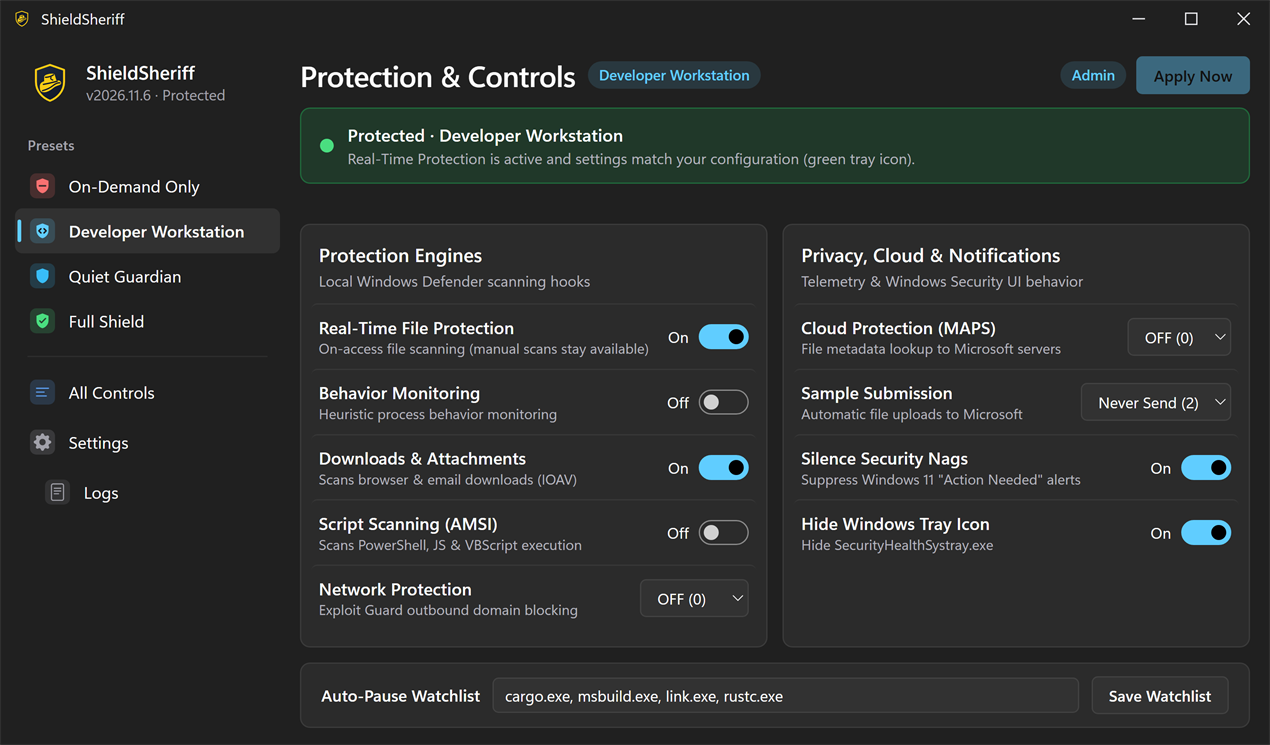 ShieldSheriff
ShieldSheriff
v2026.11.6 · Protected
Presets
On-Demand Only
Developer Workstation
Quiet Guardian
Full Shield
All Controls
Settings
Logs
Protection & Controls
Developer Workstation
Admin
Apply Now
Protected · Developer Workstation
Real-Time Protection is active and settings match your configuration (green tray icon).
Protection Engines
Local Windows Defender scanning hooks
Real-Time File Protection
On-access file scanning (manual scans stay available)
On
Behavior Monitoring
Heuristic process behavior monitoring
Off
Downloads & Attachments
Scans browser & email downloads (IOAV)
On
Script Scanning (AMSI)
Scans PowerShell, JS & VBScript execution
Off
Network Protection
Exploit Guard outbound domain blocking
OFF (0)
Privacy, Cloud & Notifications
Telemetry & Windows Security UI behavior
Cloud Protection (MAPS)
File metadata lookup to Microsoft servers
OFF (0)
Sample Submission
Automatic file uploads to Microsoft
Never Send (2)
Silence Security Nags
Suppress Windows 11 "Action Needed" alerts
On
Hide Windows Tray Icon
Hide SecurityHealthSystray.exe
On
Auto-Pause Watchlist
cargo.exe, msbuild.exe, link.exe, rustc.exe
Save Watchlist